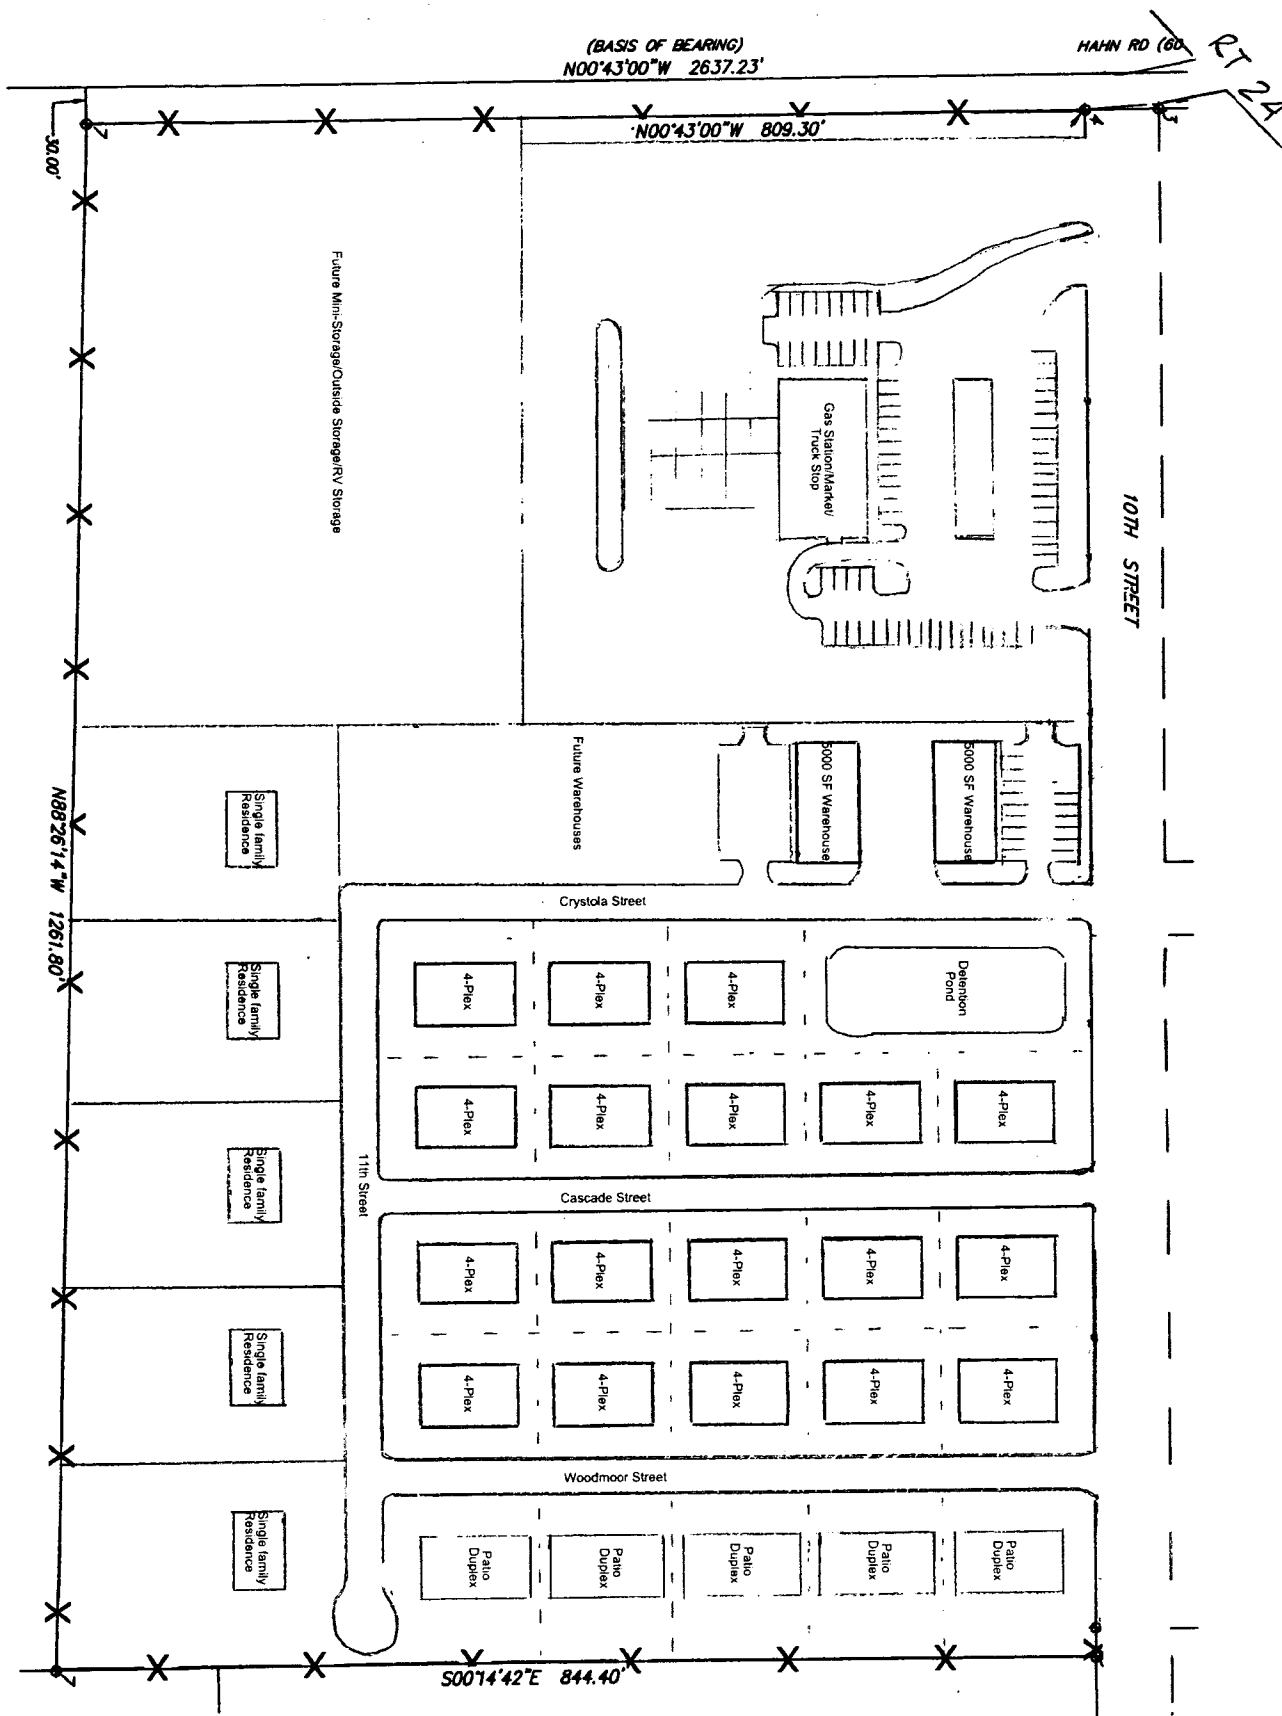 (BASIS OF BEARING)
N00°43'00"W 2637.23'
HAHN RD (60
RT 24
30.00'
N00°43'00"W 809.30'
Future Mini-Storage/Outside Storage/RV Storage
Gas Station/Market/
Truck Stop
10TH STREET
Future Warehouses
5000 SF Warehouse
5000 SF Warehouse
N88°26'14"W 1261.80'
Single family
Residence
Crystola Street
Single family
Residence
4-Plex
4-Plex
4-Plex
Detention
Pond
4-Plex
4-Plex
4-Plex
4-Plex
4-Plex
11th Street
Single family
Residence
Cascade Street
4-Plex
4-Plex
4-Plex
4-Plex
4-Plex
Single family
Residence
4-Plex
4-Plex
4-Plex
4-Plex
4-Plex
Woodmoor Street
Single family
Residence
Patio
Duplex
Patio
Duplex
Patio
Duplex
Patio
Duplex
Patio
Duplex
S00°14'42"E 844.40'